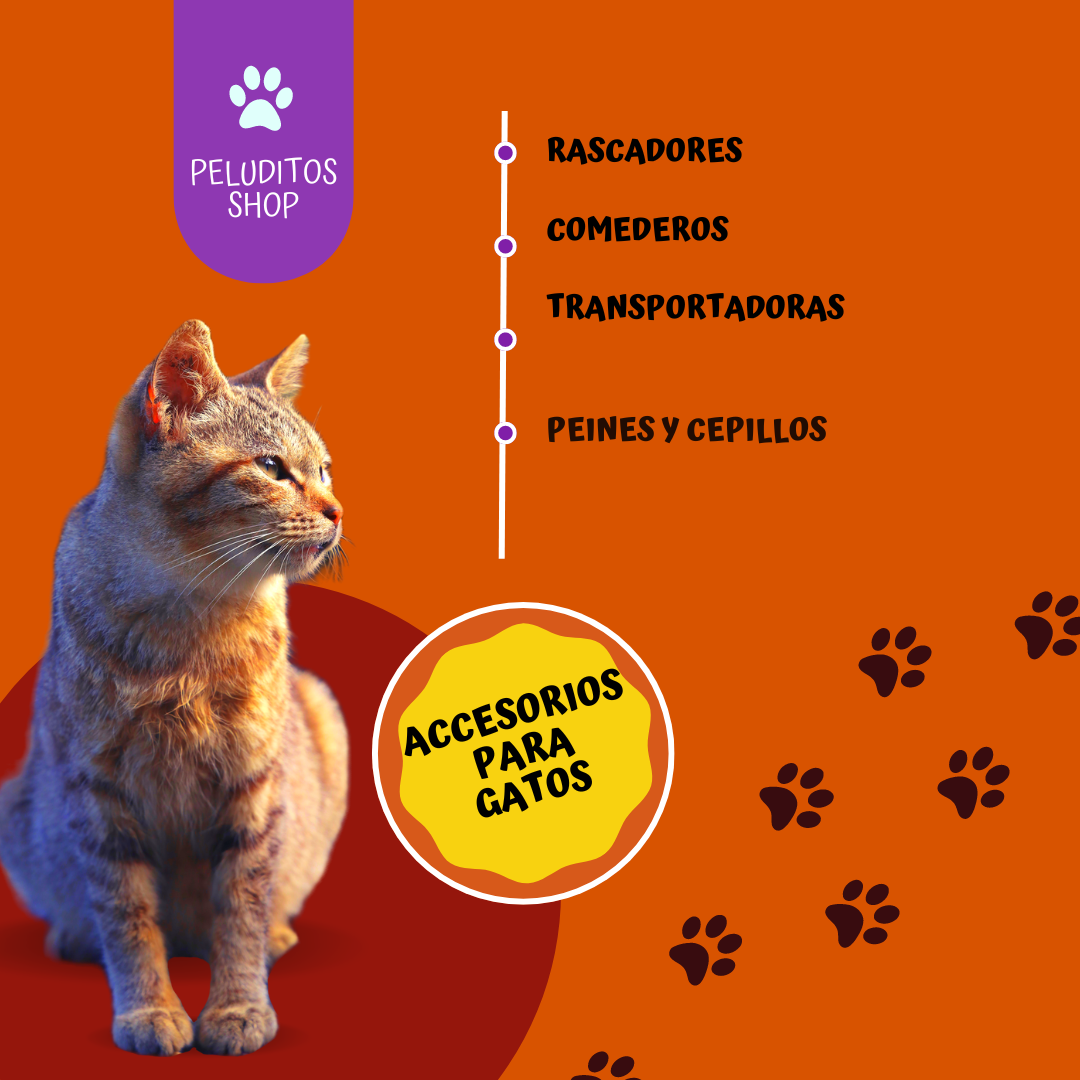 PELUDITOS
SHOP
RASCADORES
COMEDEROS
TRANSPORTADORAS
PEINES Y CEPILLOS
ACCESORIOS
PARA
GATOS